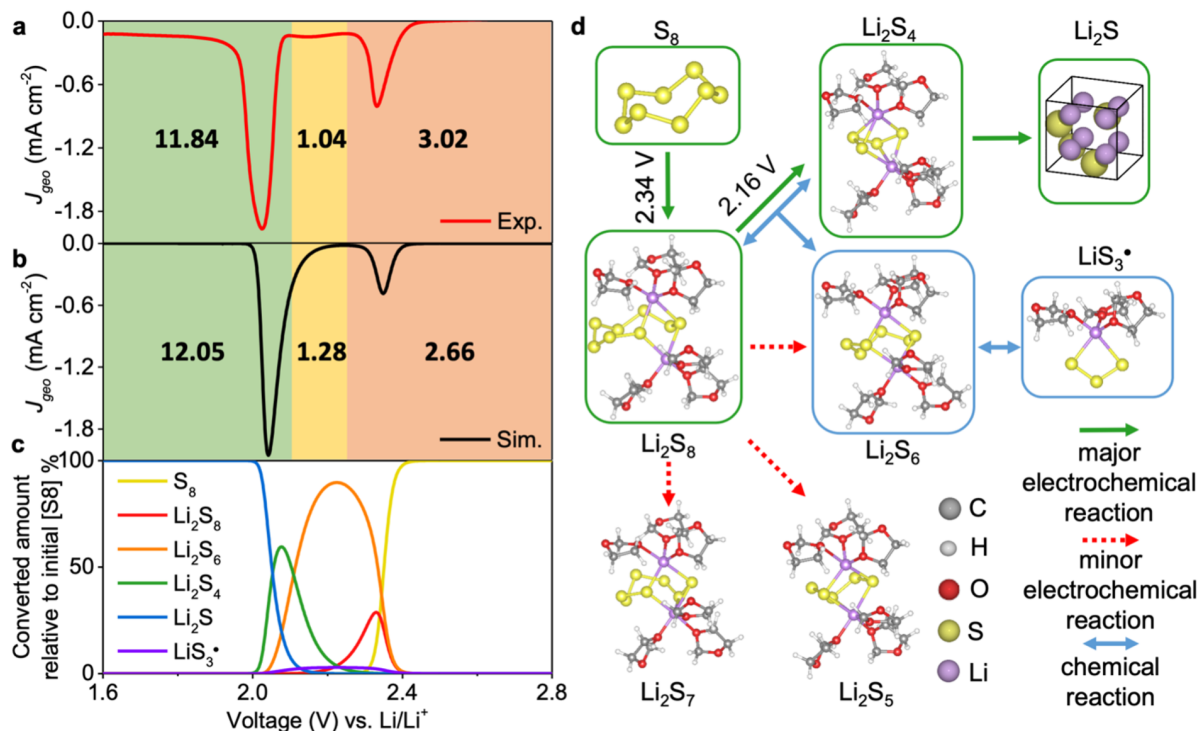 a
0.0
-0.6
-1.2
-1.8
J_geo (mA cm⁻²)
11.84
1.04
3.02
Exp.
b
0.0
-0.6
-1.2
-1.8
J_geo (mA cm⁻²)
12.05
1.28
2.66
Sim.
c
100
50
0
Converted amount
relative to initial [S8] %
S₈
Li₂S₈
Li₂S₆
Li₂S₄
Li₂S
LiS₃•
1.6
2.0
2.4
2.8
Voltage (V) vs. Li/Li⁺
d
S₈
Li₂S₄
Li₂S
2.34 V
2.16 V
LiS₃•
Li₂S₈
Li₂S₆
Li₂S₇
Li₂S₅
C
H
O
S
Li
major
electrochemical
reaction
minor
electrochemical
reaction
chemical
reaction